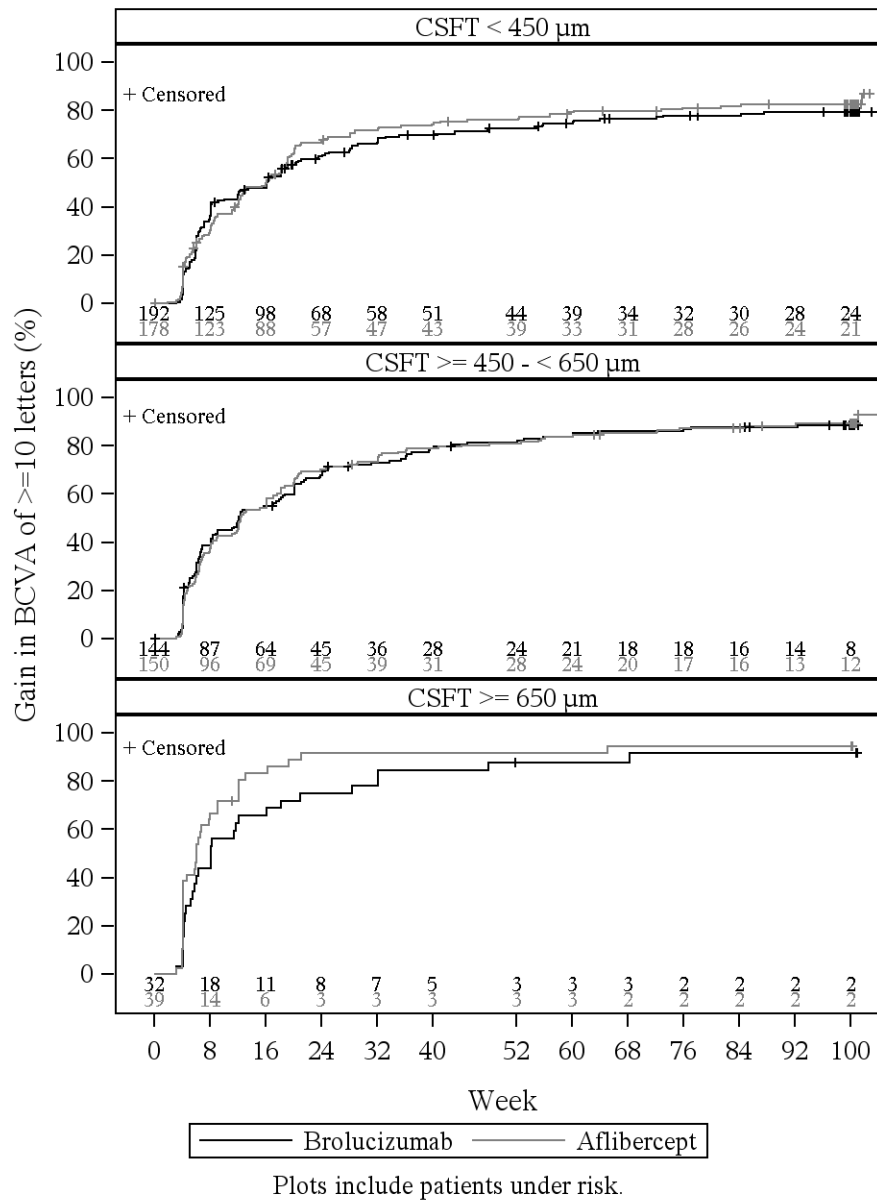 CSFT < 450 µm
100
+ Censored
80
60
40
20
0
192 125 98 68 58 51 44 39 34 32 30 28 24
178 123 88 57 47 43 39 33 31 28 26 24 21
CSFT >= 450 - < 650 µm
100
+ Censored
80
60
40
20
0
144 87 64 45 36 28 24 21 18 18 16 14 8
150 96 69 45 39 31 28 24 20 17 16 13 12
CSFT >= 650 µm
100
+ Censored
80
60
40
20
0
32 18 11 8 7 5 3 3 3 2 2 2 2
39 14 6 3 3 3 3 3 2 2 2 2 2
Gain in BCVA of >=10 letters (%)
0 8 16 24 32 40 52 60 68 76 84 92 100
Week
Brolucizumab Aflibercept
Plots include patients under risk.